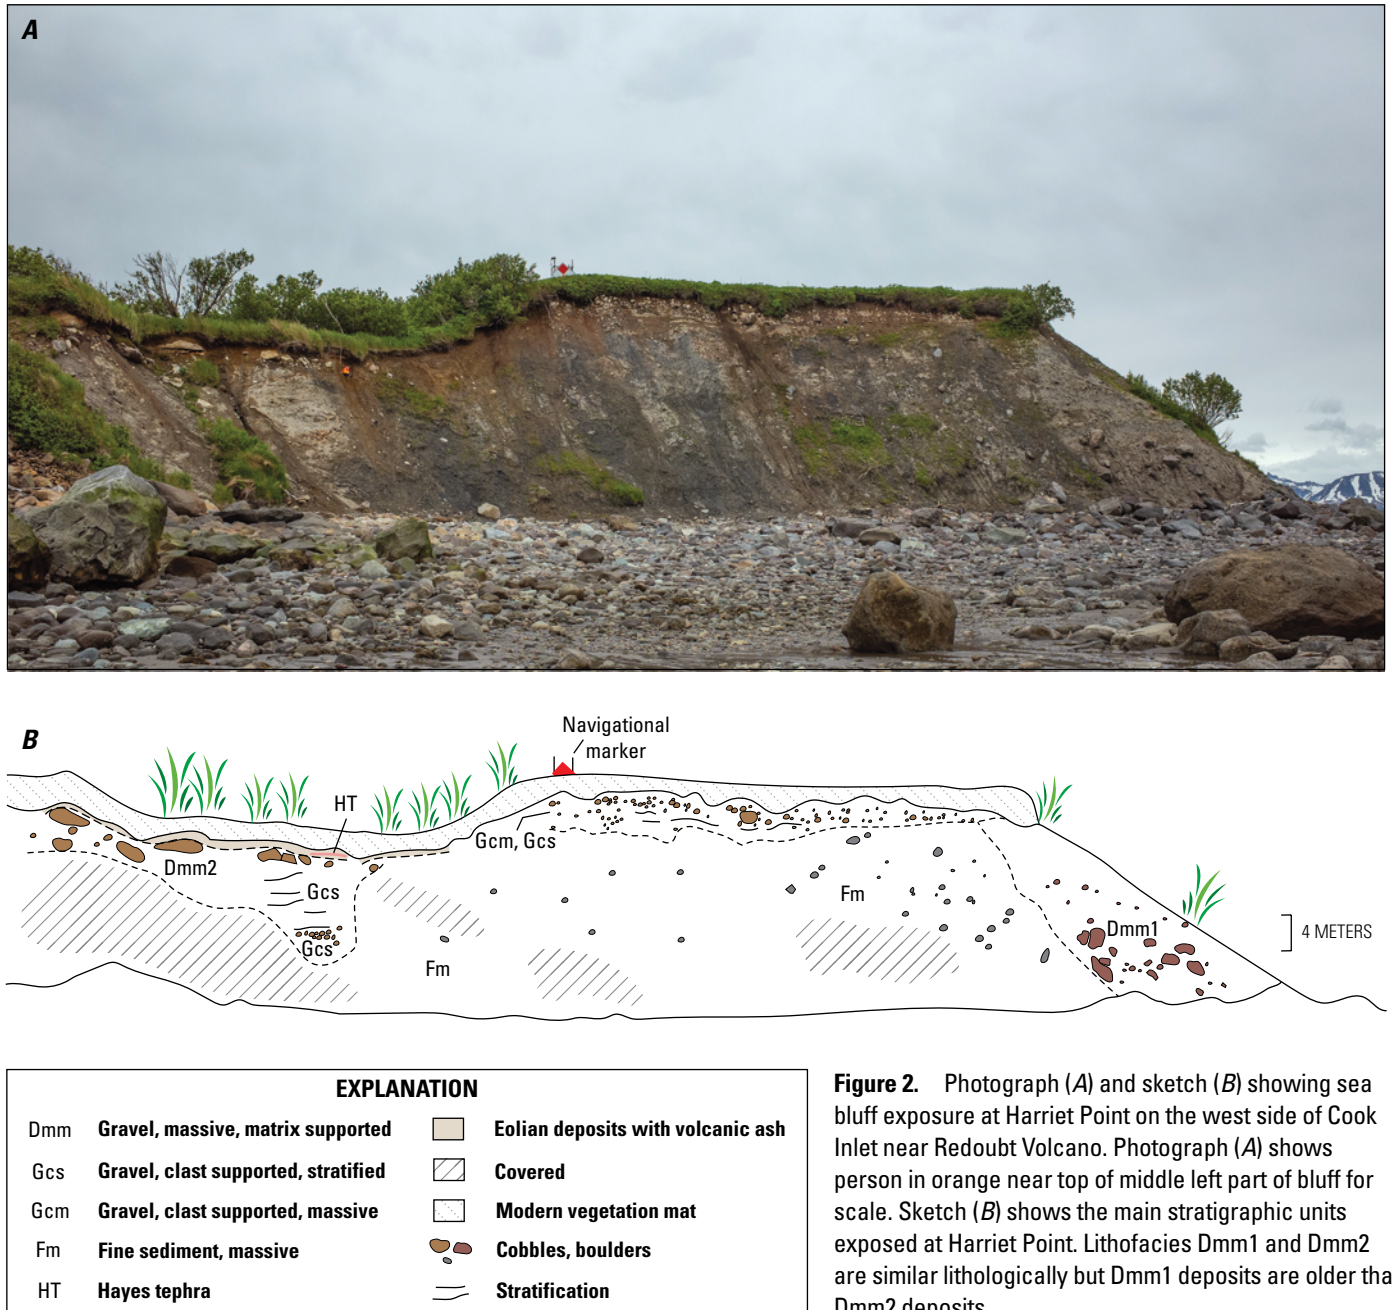 A
B
Navigational
marker
HT
Gcm, Gcs
Dmm2
Gcs
Fm
Gcs
Dmm1
4 METERS
Fm
EXPLANATION
Dmm Gravel, massive, matrix supported
Gcs Gravel, clast supported, stratified
Gcm Gravel, clast supported, massive
Fm Fine sediment, massive
HT Hayes tephra
Eolian deposits with volcanic ash
Covered
Modern vegetation mat
Cobbles, boulders
Stratification
Figure 2. Photograph (A) and sketch (B) showing sea
bluff exposure at Harriet Point on the west side of Cook
Inlet near Redoubt Volcano. Photograph (A) shows
person in orange near top of middle left part of bluff for
scale. Sketch (B) shows the main stratigraphic units
exposed at Harriet Point. Lithofacies Dmm1 and Dmm2
are similar lithologically but Dmm1 deposits are older tha
Dmm2 deposits